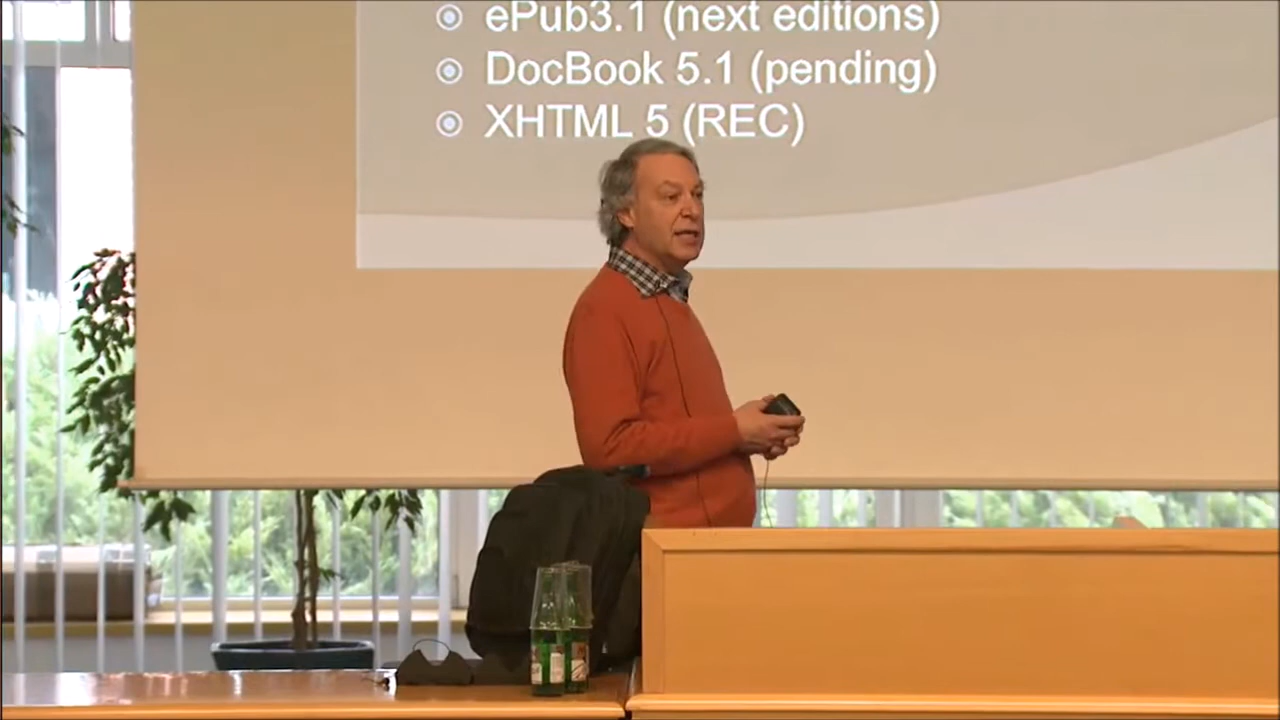 ePub3.1 (next editions)
DocBook 5.1 (pending)
XHTML 5 (REC)